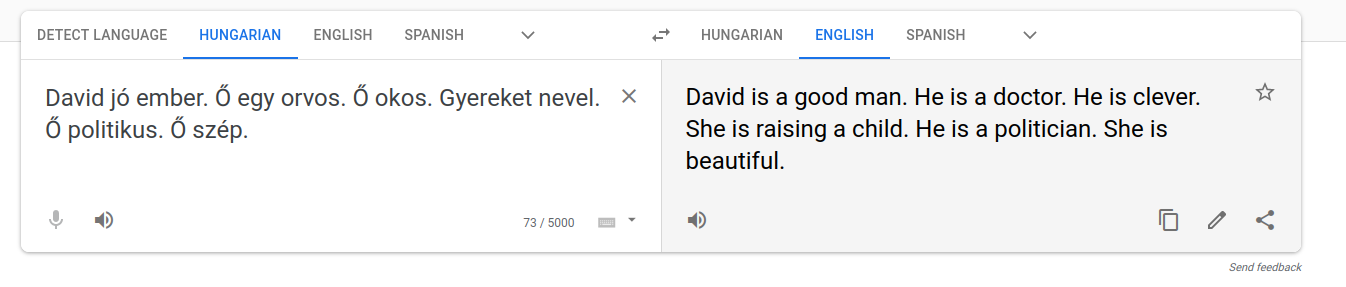 DETECT LANGUAGE HUNGARIAN ENGLISH SPANISH HUNGARIAN ENGLISH SPANISH
David jó ember. Ő egy orvos. Ő okos. Gyereket nevel.
Ő politikus. Ő szép.
73 / 5000
David is a good man. He is a doctor. He is clever.
She is raising a child. He is a politician. She is
beautiful.
Send feedback